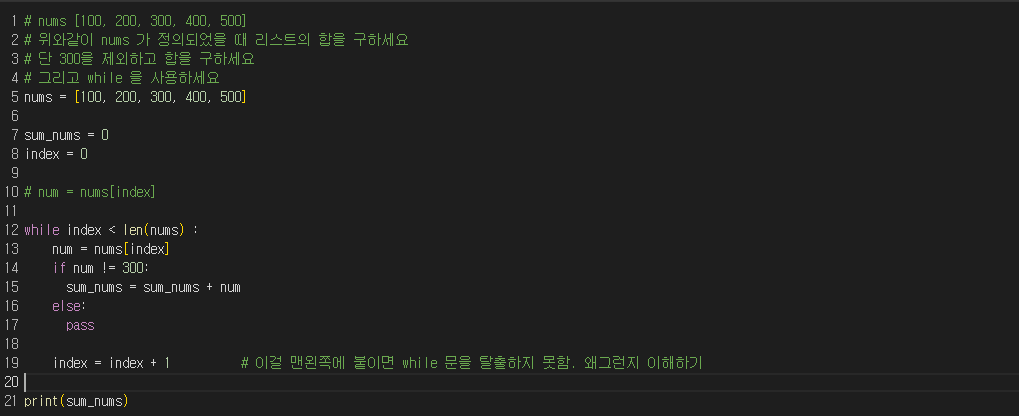 1 # nums [100, 200, 300, 400, 500]
2 # 위와같이 nums 가 정의되었을 때 리스트의 합을 구하세요
3 # 단 300을 제외하고 합을 구하세요
4 # 그리고 while 을 사용하세요
5 nums = [100, 200, 300, 400, 500]
6
7 sum_nums = 0
8 index = 0
9
10 # num = nums[index]
11
12 while index < len(nums) :
13     num = nums[index]
14     if num != 300:
15       sum_nums = sum_nums + num
16     else:
17       pass
18
19     index = index + 1          # 이걸 맨왼쪽에 붙이면 while 문을 탈출하지 못함. 왜그런지 이해하기
20
21 print(sum_nums)